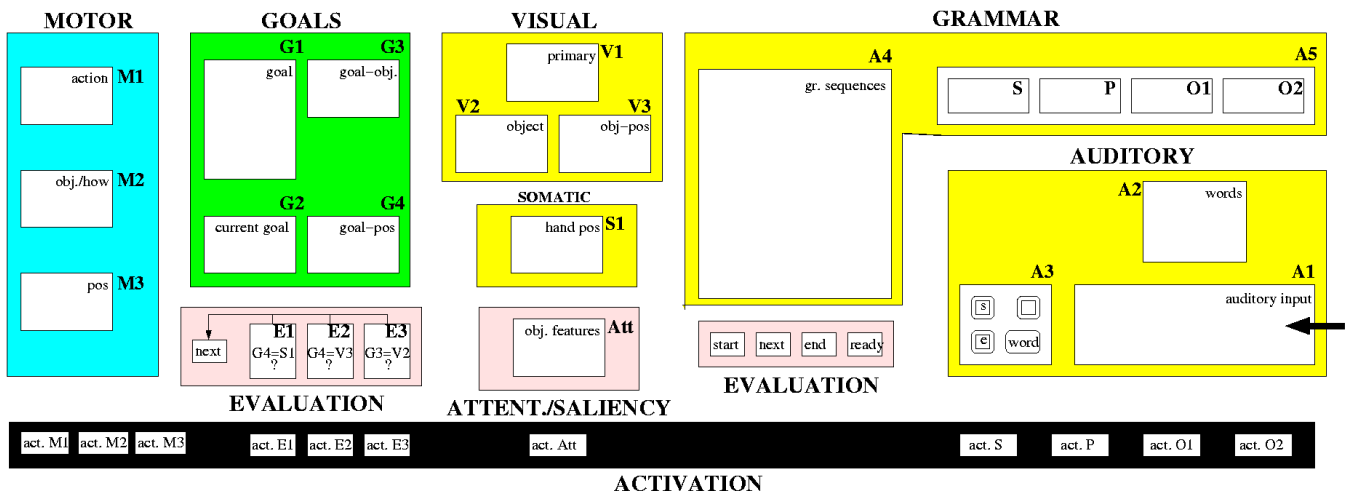 MOTOR
GOALS
VISUAL
GRAMMAR
action
M1
obj./how
M2
pos
M3
G1
goal
G3
goal-obj.
G2
current goal
G4
goal-pos
primary
V1
V2
object
V3
obj-pos
SOMATIC
hand pos
S1
A4
gr. sequences
A5
S
P
O1
O2
AUDITORY
A2
words
A3
s
e
word
A1
auditory input
next
E1
G4=S1
?
E2
G4=V3
?
E3
G3=V2
?
EVALUATION
Att
obj. features
ATTENT./SALIENCY
start
next
end
ready
EVALUATION
act. M1
act. M2
act. M3
act. E1
act. E2
act. E3
act. Att
act. S
act. P
act. O1
act. O2
ACTIVATION